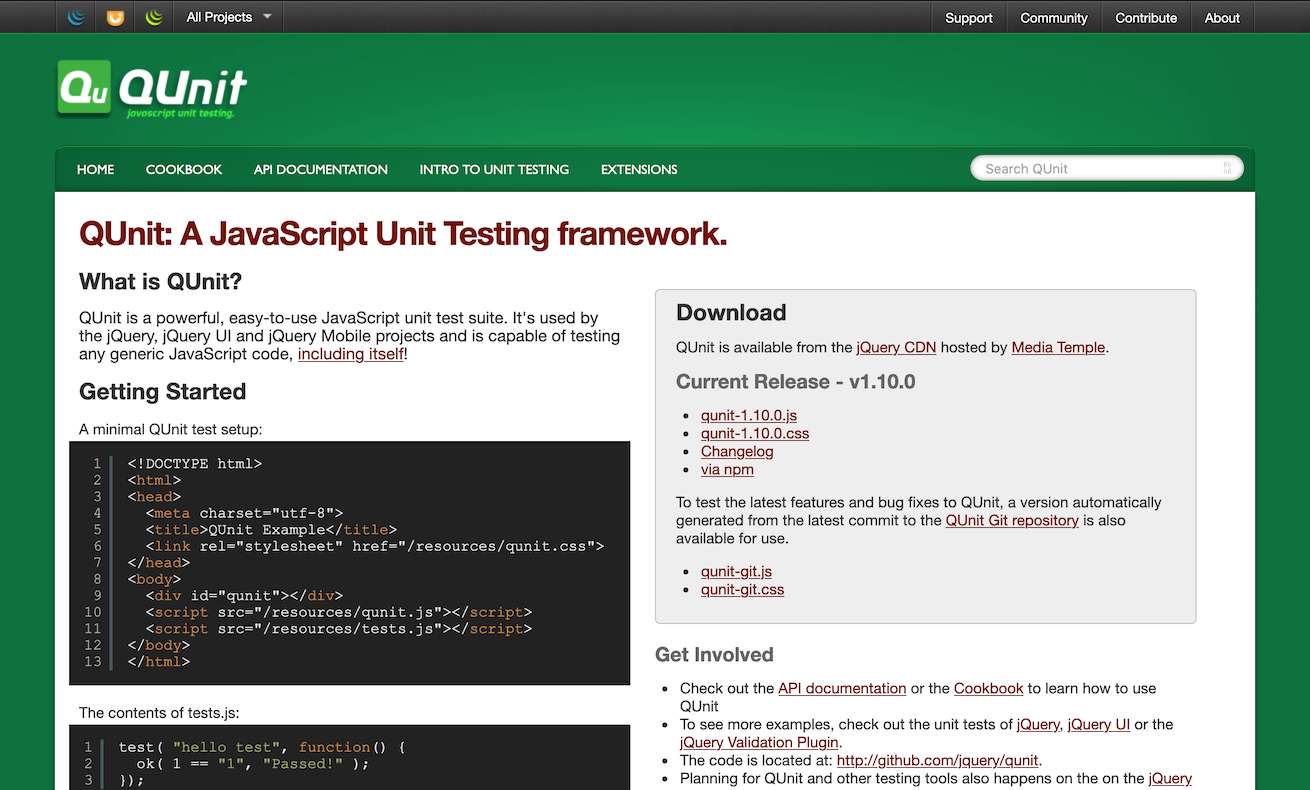 All Projects
Support
Community
Contribute
About
Qu QUnit
javascript unit testing.
HOME
COOKBOOK
API DOCUMENTATION
INTRO TO UNIT TESTING
EXTENSIONS
Search QUnit
QUnit: A JavaScript Unit Testing framework.
What is QUnit?
QUnit is a powerful, easy-to-use JavaScript unit test suite. It's used by
the jQuery, jQuery UI and jQuery Mobile projects and is capable of testing
any generic JavaScript code, including itself!
Getting Started
A minimal QUnit test setup:
1 <!DOCTYPE html>
2 <html>
3 <head>
4 <meta charset="utf-8">
5 <title>QUnit Example</title>
6 <link rel="stylesheet" href="/resources/qunit.css">
7 </head>
8 <body>
9 <div id="qunit"></div>
10 <script src="/resources/qunit.js"></script>
11 <script src="/resources/tests.js"></script>
12 </body>
13 </html>
The contents of tests.js:
1 test( "hello test", function() {
2 ok( 1 == "1", "Passed!" );
3 });
Download
QUnit is available from the jQuery CDN hosted by Media Temple.
Current Release - v1.10.0
• qunit-1.10.0.js
• qunit-1.10.0.css
• Changelog
• via npm
To test the latest features and bug fixes to QUnit, a version automatically
generated from the latest commit to the QUnit Git repository is also
available for use.
• qunit-git.js
• qunit-git.css
Get Involved
• Check out the API documentation or the Cookbook to learn how to use
QUnit
• To see more examples, check out the unit tests of jQuery, jQuery UI or the
jQuery Validation Plugin.
• The code is located at: http://github.com/jquery/qunit.
• Planning for QUnit and other testing tools also happens on the on the jQuery